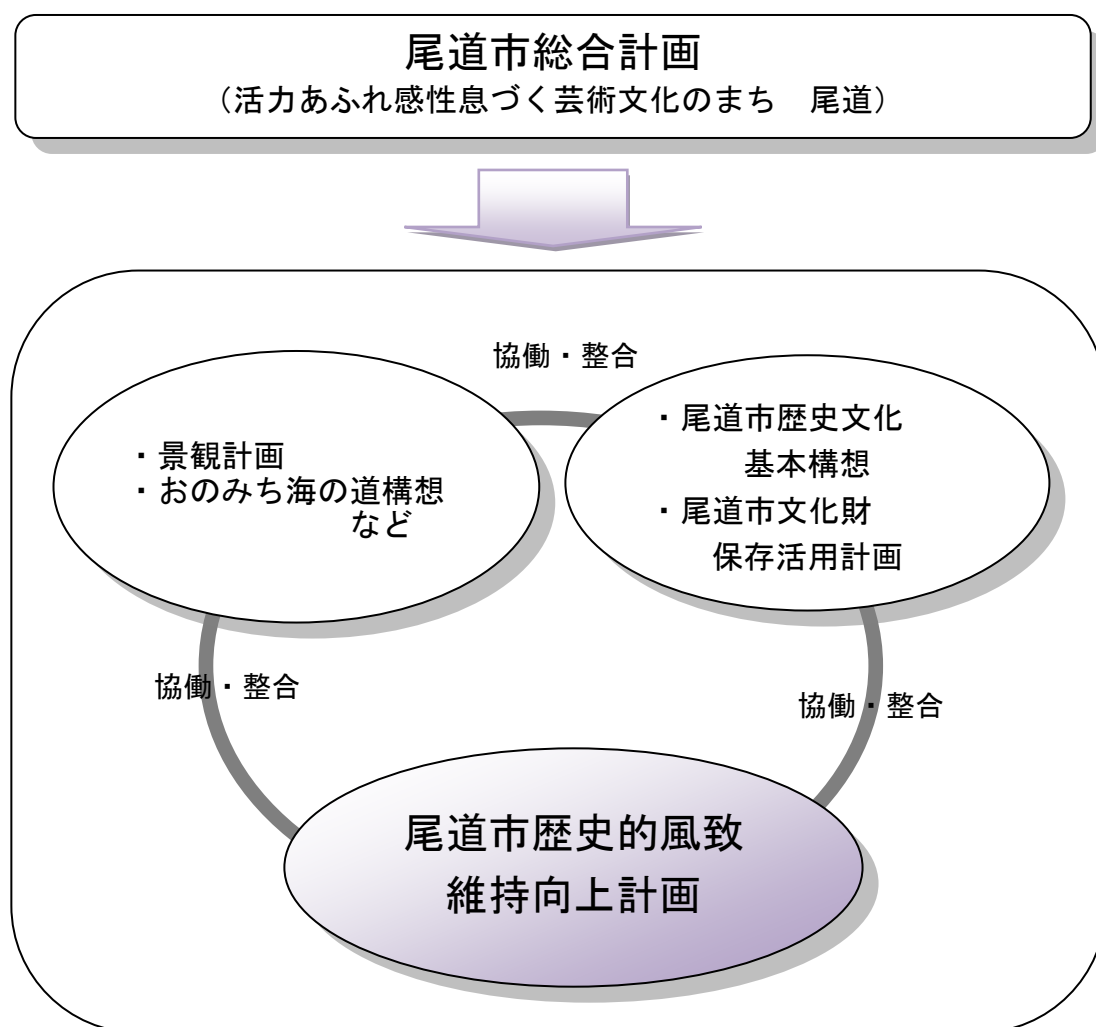 尾道市総合計画
（活力あふれ感性息づく芸術文化のまち　尾道）
協働・整合
・景観計画
・おのみち海の道構想
など
・尾道市歴史文化
基本構想
・尾道市文化財
保存活用計画
協働・整合
協働・整合
尾道市歴史的風致
維持向上計画